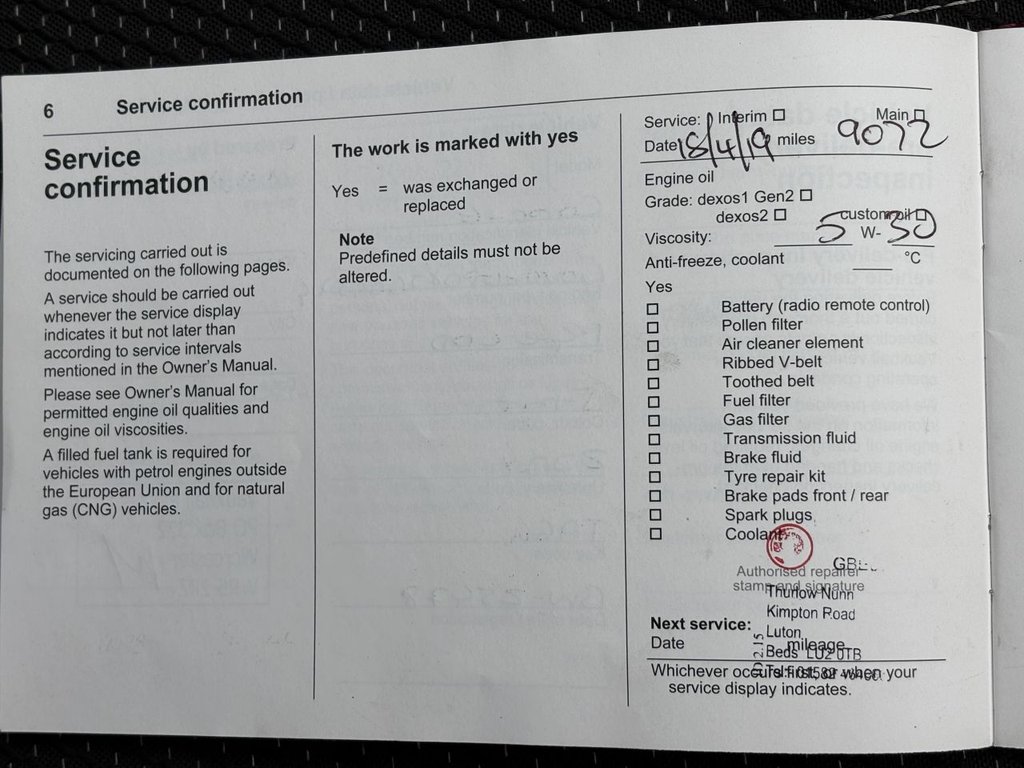 6 Service confirmation
Service
confirmation
The servicing carried out is
documented on the following pages.
A service should be carried out
whenever the service display
indicates it but not later than
according to service intervals
mentioned in the Owner's Manual.
Please see Owner's Manual for
permitted engine oil qualities and
engine oil viscosities.
A filled fuel tank is required for
vehicles with petrol engines outside
the European Union and for natural
gas (CNG) vehicles.
The work is marked with yes
Yes = was exchanged or
replaced
Note
Predefined details must not be
altered.
Service: Interim ☐ Main ☐
Date 18/4/19 miles 9072
Engine oil
Grade: dexos1 Gen2 ☐
dexos2 ☐ custom oil ☐
Viscosity: 5 W- 30
Anti-freeze, coolant °C
Yes
☐ Battery (radio remote control)
☐ Pollen filter
☐ Air cleaner element
☐ Ribbed V-belt
☐ Toothed belt
☐ Fuel filter
☐ Gas filter
☐ Transmission fluid
☐ Brake fluid
☐ Tyre repair kit
☐ Brake pads front / rear
☐ Spark plugs
☐ Coolant
Authorised repairer
stamp and signature
Thurlow Nunn
Kimpton Road
Luton
Beds LU2 0TB
Next service:
Date mileage
Whichever occurs first, or when your
service display indicates.